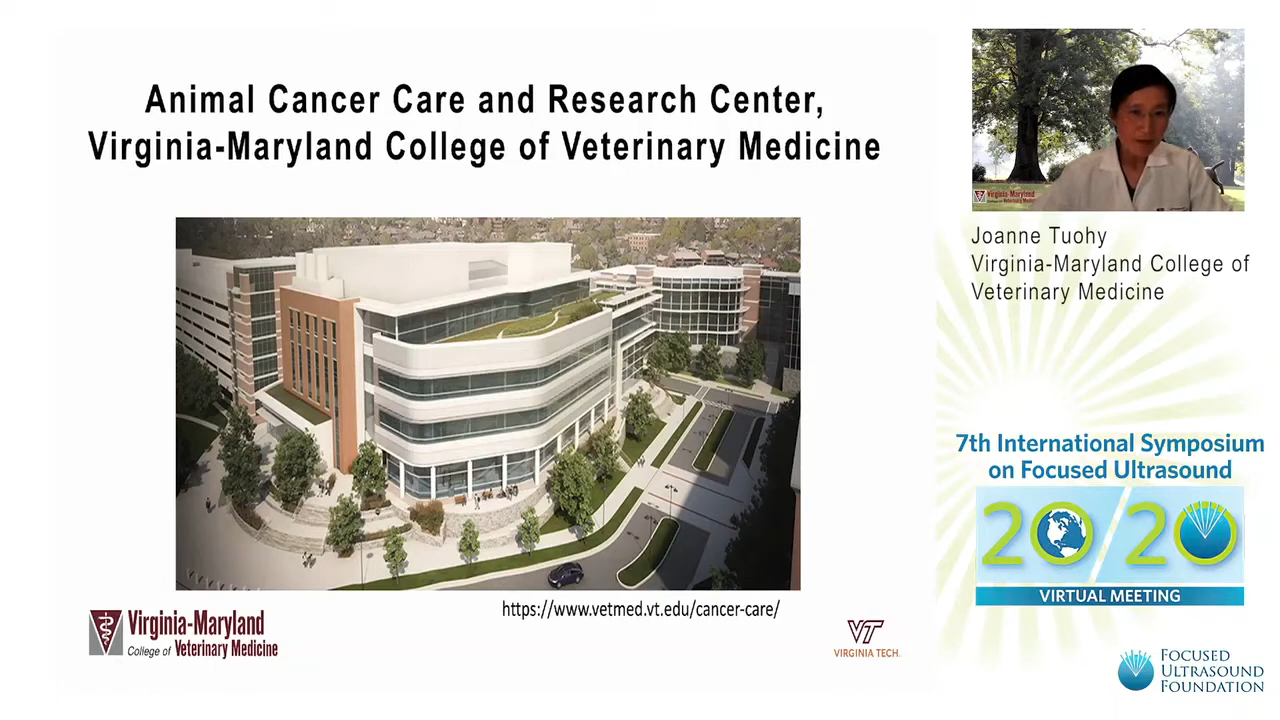 Animal Cancer Care and Research Center,
Virginia-Maryland College of Veterinary Medicine
https://www.vetmed.vt.edu/cancer-care/
Virginia-Maryland
College of Veterinary Medicine
VT
VIRGINIA TECH.
Virginia-Maryland
Joanne Tuohy
Virginia-Maryland College of
Veterinary Medicine
7th International Symposium
on Focused Ultrasound
20/20
VIRTUAL MEETING
FOCUSED
ULTRASOUND
FOUNDATION